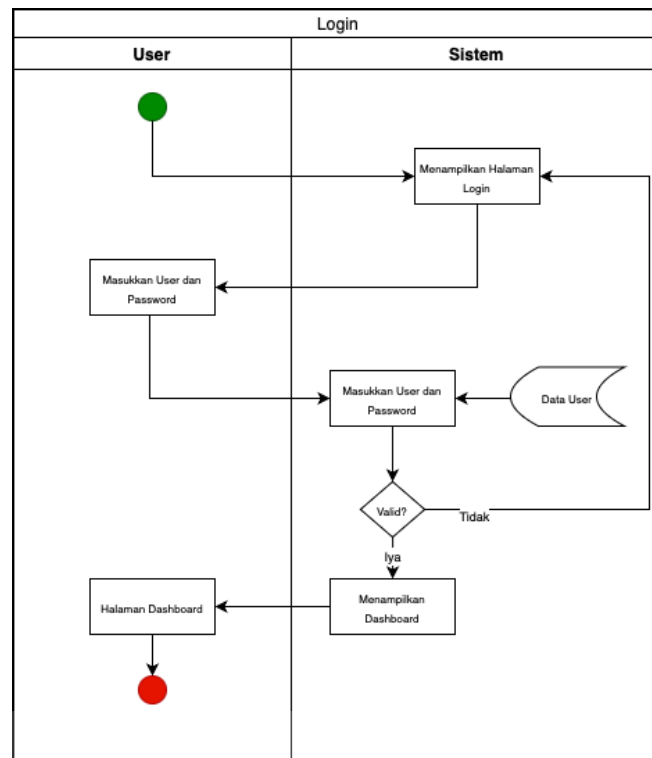 Login
User
Sistem
Menampilkan Halaman
Login
Masukkan User dan
Password
Masukkan User dan
Password
Data User
Valid?
Tidak
Iya
Halaman Dashboard
Menampilkan
Dashboard